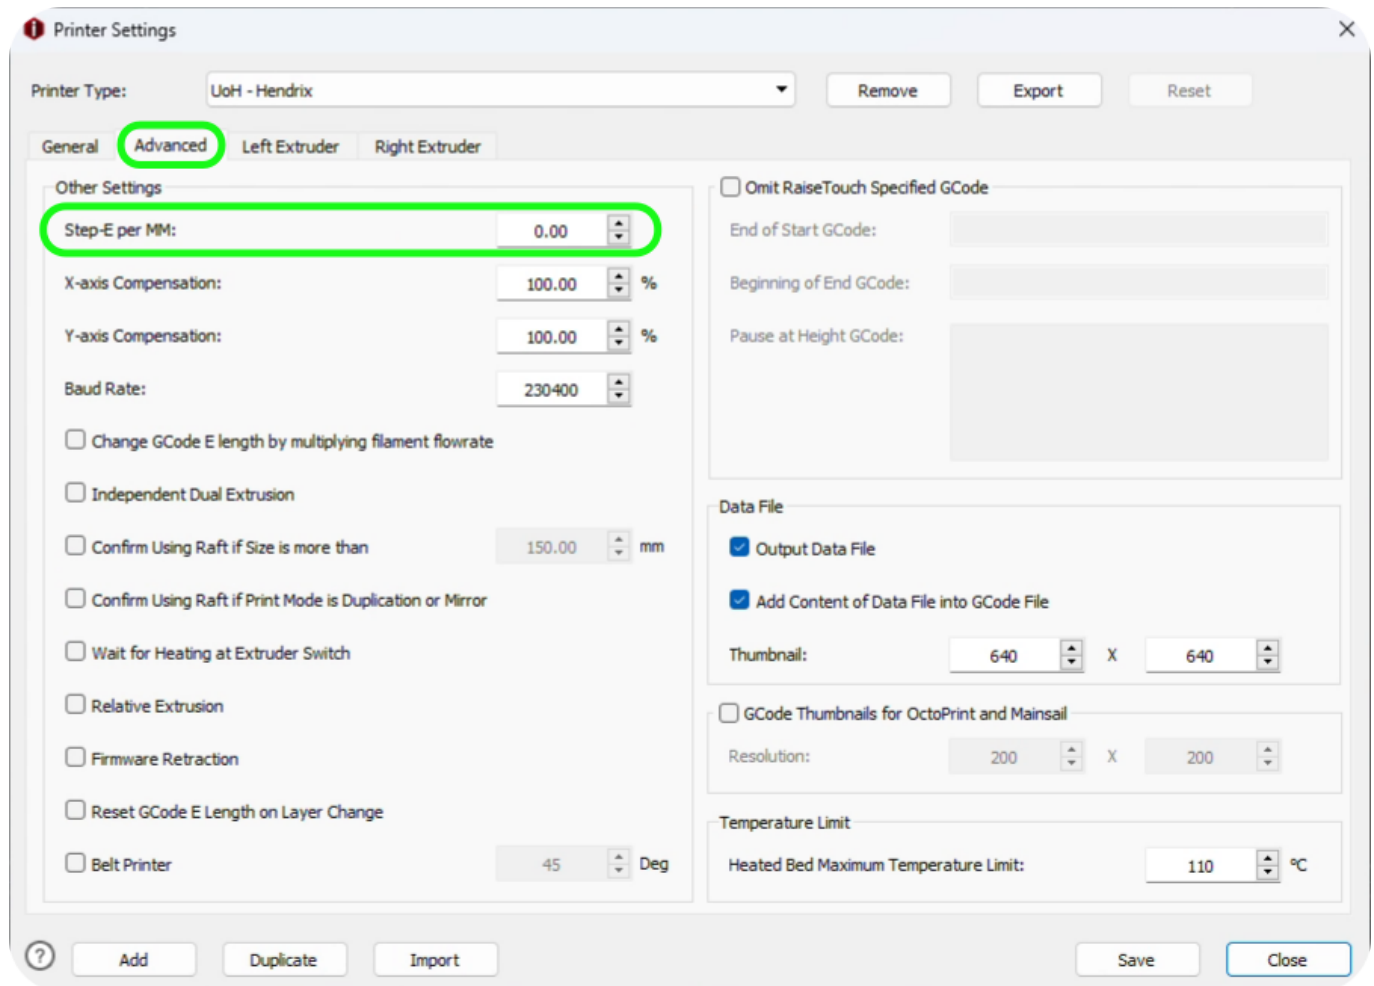 Printer Settings
Printer Type: UoH - Hendrix Remove Export Reset
General Advanced Left Extruder Right Extruder
Other Settings
Step-E per MM: 0.00
X-axis Compensation: 100.00 %
Y-axis Compensation: 100.00 %
Baud Rate: 230400
Change GCode E length by multiplying filament flowrate
Independent Dual Extrusion
Confirm Using Raft if Size is more than 150.00 mm
Confirm Using Raft if Print Mode is Duplication or Mirror
Wait for Heating at Extruder Switch
Relative Extrusion
Firmware Retraction
Reset GCode E Length on Layer Change
Belt Printer 45 Deg
Omit RaiseTouch Specified GCode
End of Start GCode:
Beginning of End GCode:
Pause at Height GCode:
Data File
Output Data File
Add Content of Data File into GCode File
Thumbnail: 640 X 640
GCode Thumbnails for OctoPrint and Mainsail
Resolution: 200 X 200
Temperature Limit
Heated Bed Maximum Temperature Limit: 110 °C
? Add Duplicate Import Save Close